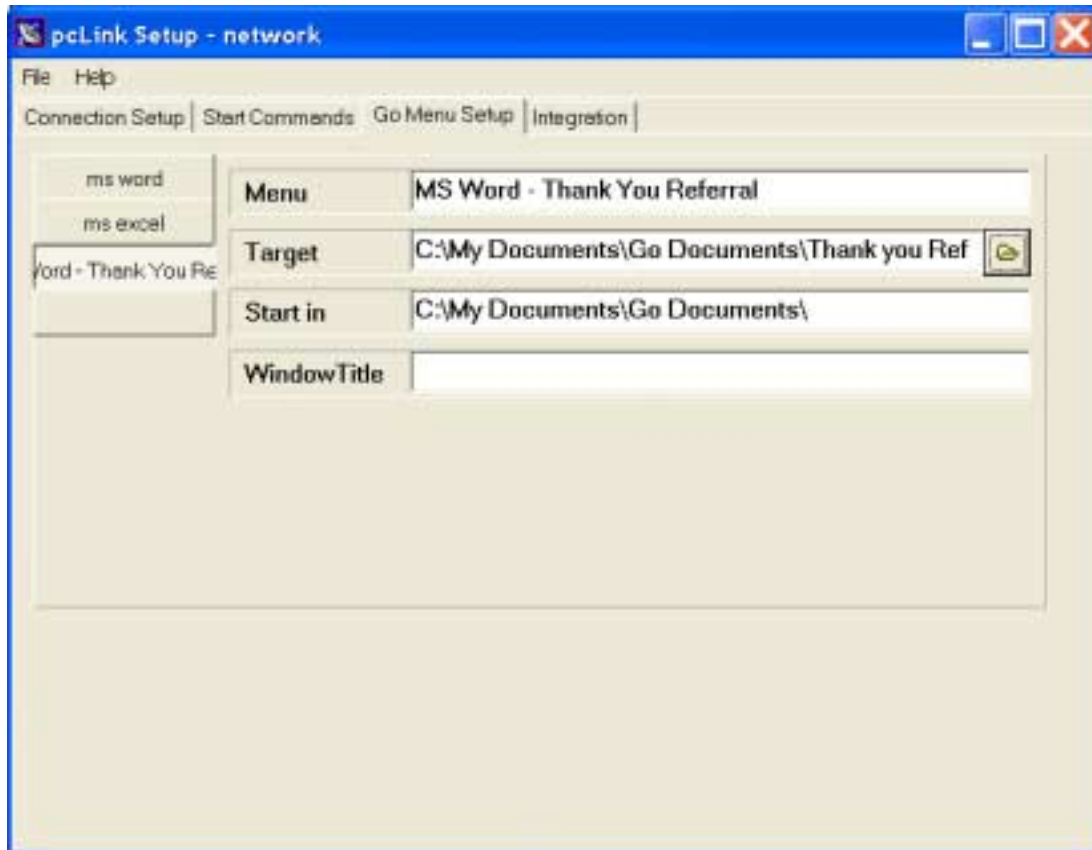 pcLink Setup - network
File Help
Connection Setup Start Commands Go Menu Setup Integration
ms word
ms excel
Word - Thank You Re
Menu MS Word - Thank You Referral
Target C:\My Documents\Go Documents\Thank you Ref
Start in C:\My Documents\Go Documents\
WindowTitle